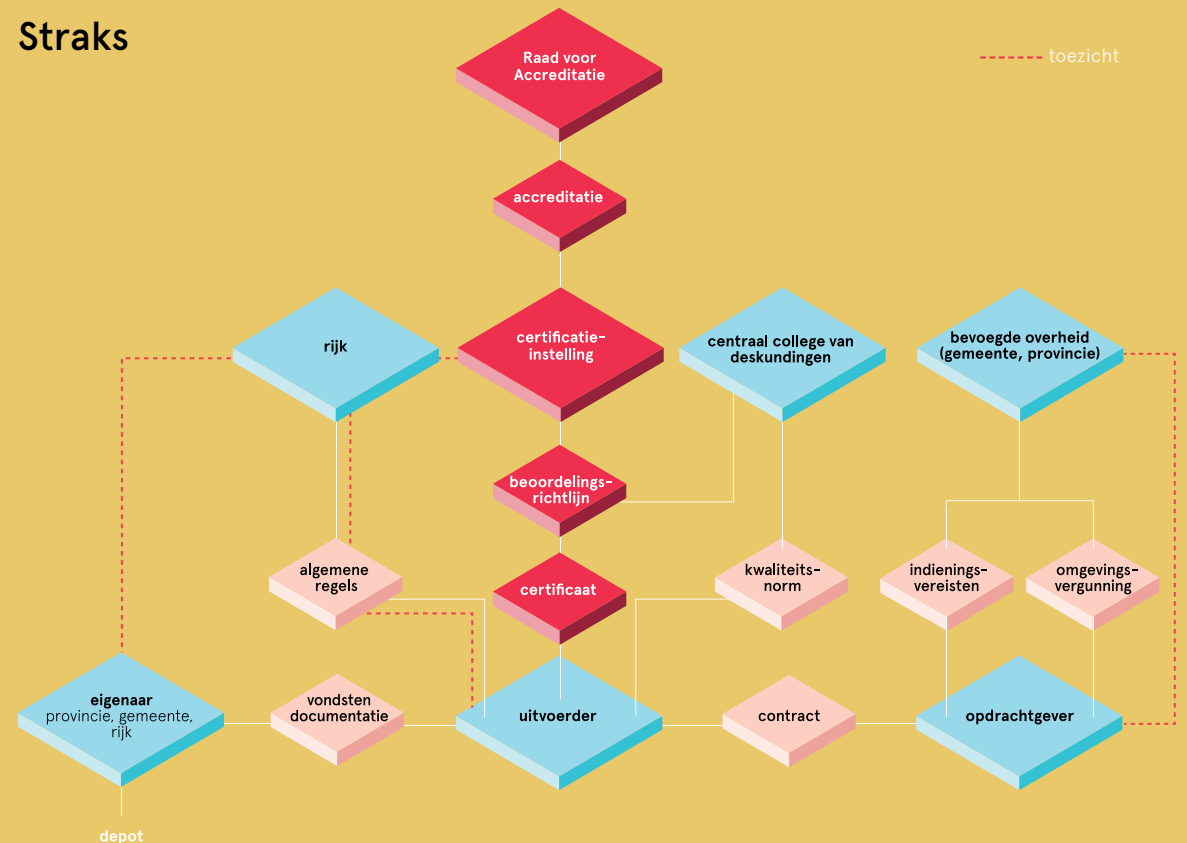 Straks
toezicht
Raad voor
Accreditatie
accreditatie
rijk
certificatie-
instelling
centraal college van
deskundingen
bevoegde overheid
(gemeente, provincie)
beoordelings-
richtlijn
algemene
regels
certificaat
kwaliteits-
norm
indienings-
vereisten
omgevings-
vergunning
eigenaar
provincie, gemeente,
rijk
vondsten
documentatie
uitvoerder
contract
opdrachtgever
depot